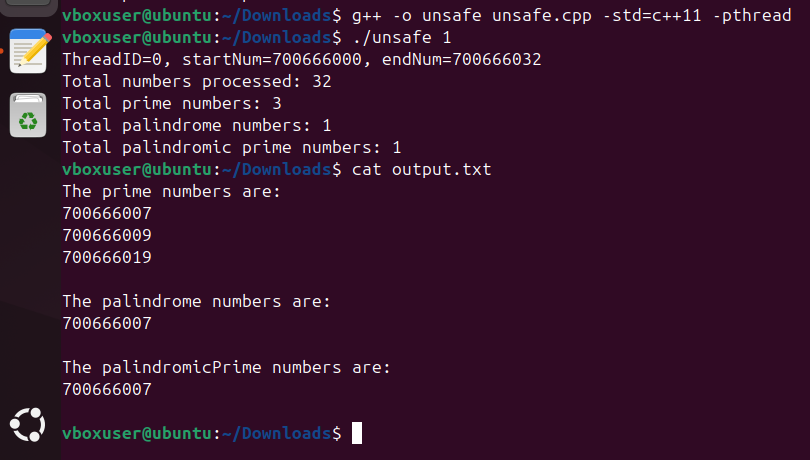 vboxuser@ubuntu:~/Downloads$ g++ -o unsafe unsafe.cpp -std=c++11 -pthread
vboxuser@ubuntu:~/Downloads$ ./unsafe 1
ThreadID=0, startNum=700666000, endNum=700666032
Total numbers processed: 32
Total prime numbers: 3
Total palindrome numbers: 1
Total palindromic prime numbers: 1
vboxuser@ubuntu:~/Downloads$ cat output.txt
The prime numbers are:
700666007
700666009
700666019
The palindrome numbers are:
700666007
The palindromicPrime numbers are:
700666007
vboxuser@ubuntu:~/Downloads$